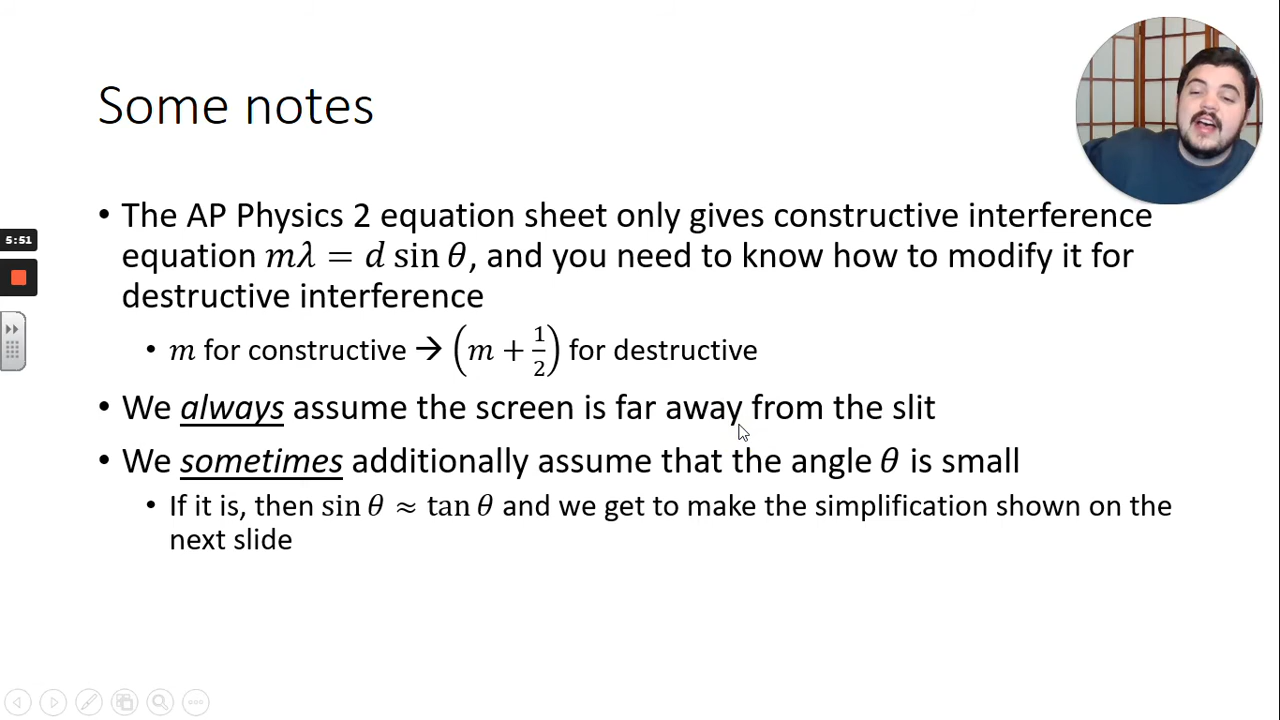 Some notes
• The AP Physics 2 equation sheet only gives constructive interference
equation mλ = d sin θ, and you need to know how to modify it for
destructive interference
• m for constructive → (m + 1/2) for destructive
• We always assume the screen is far away from the slit
• We sometimes additionally assume that the angle θ is small
• If it is, then sin θ ≈ tan θ and we get to make the simplification shown on the
next slide
5:51